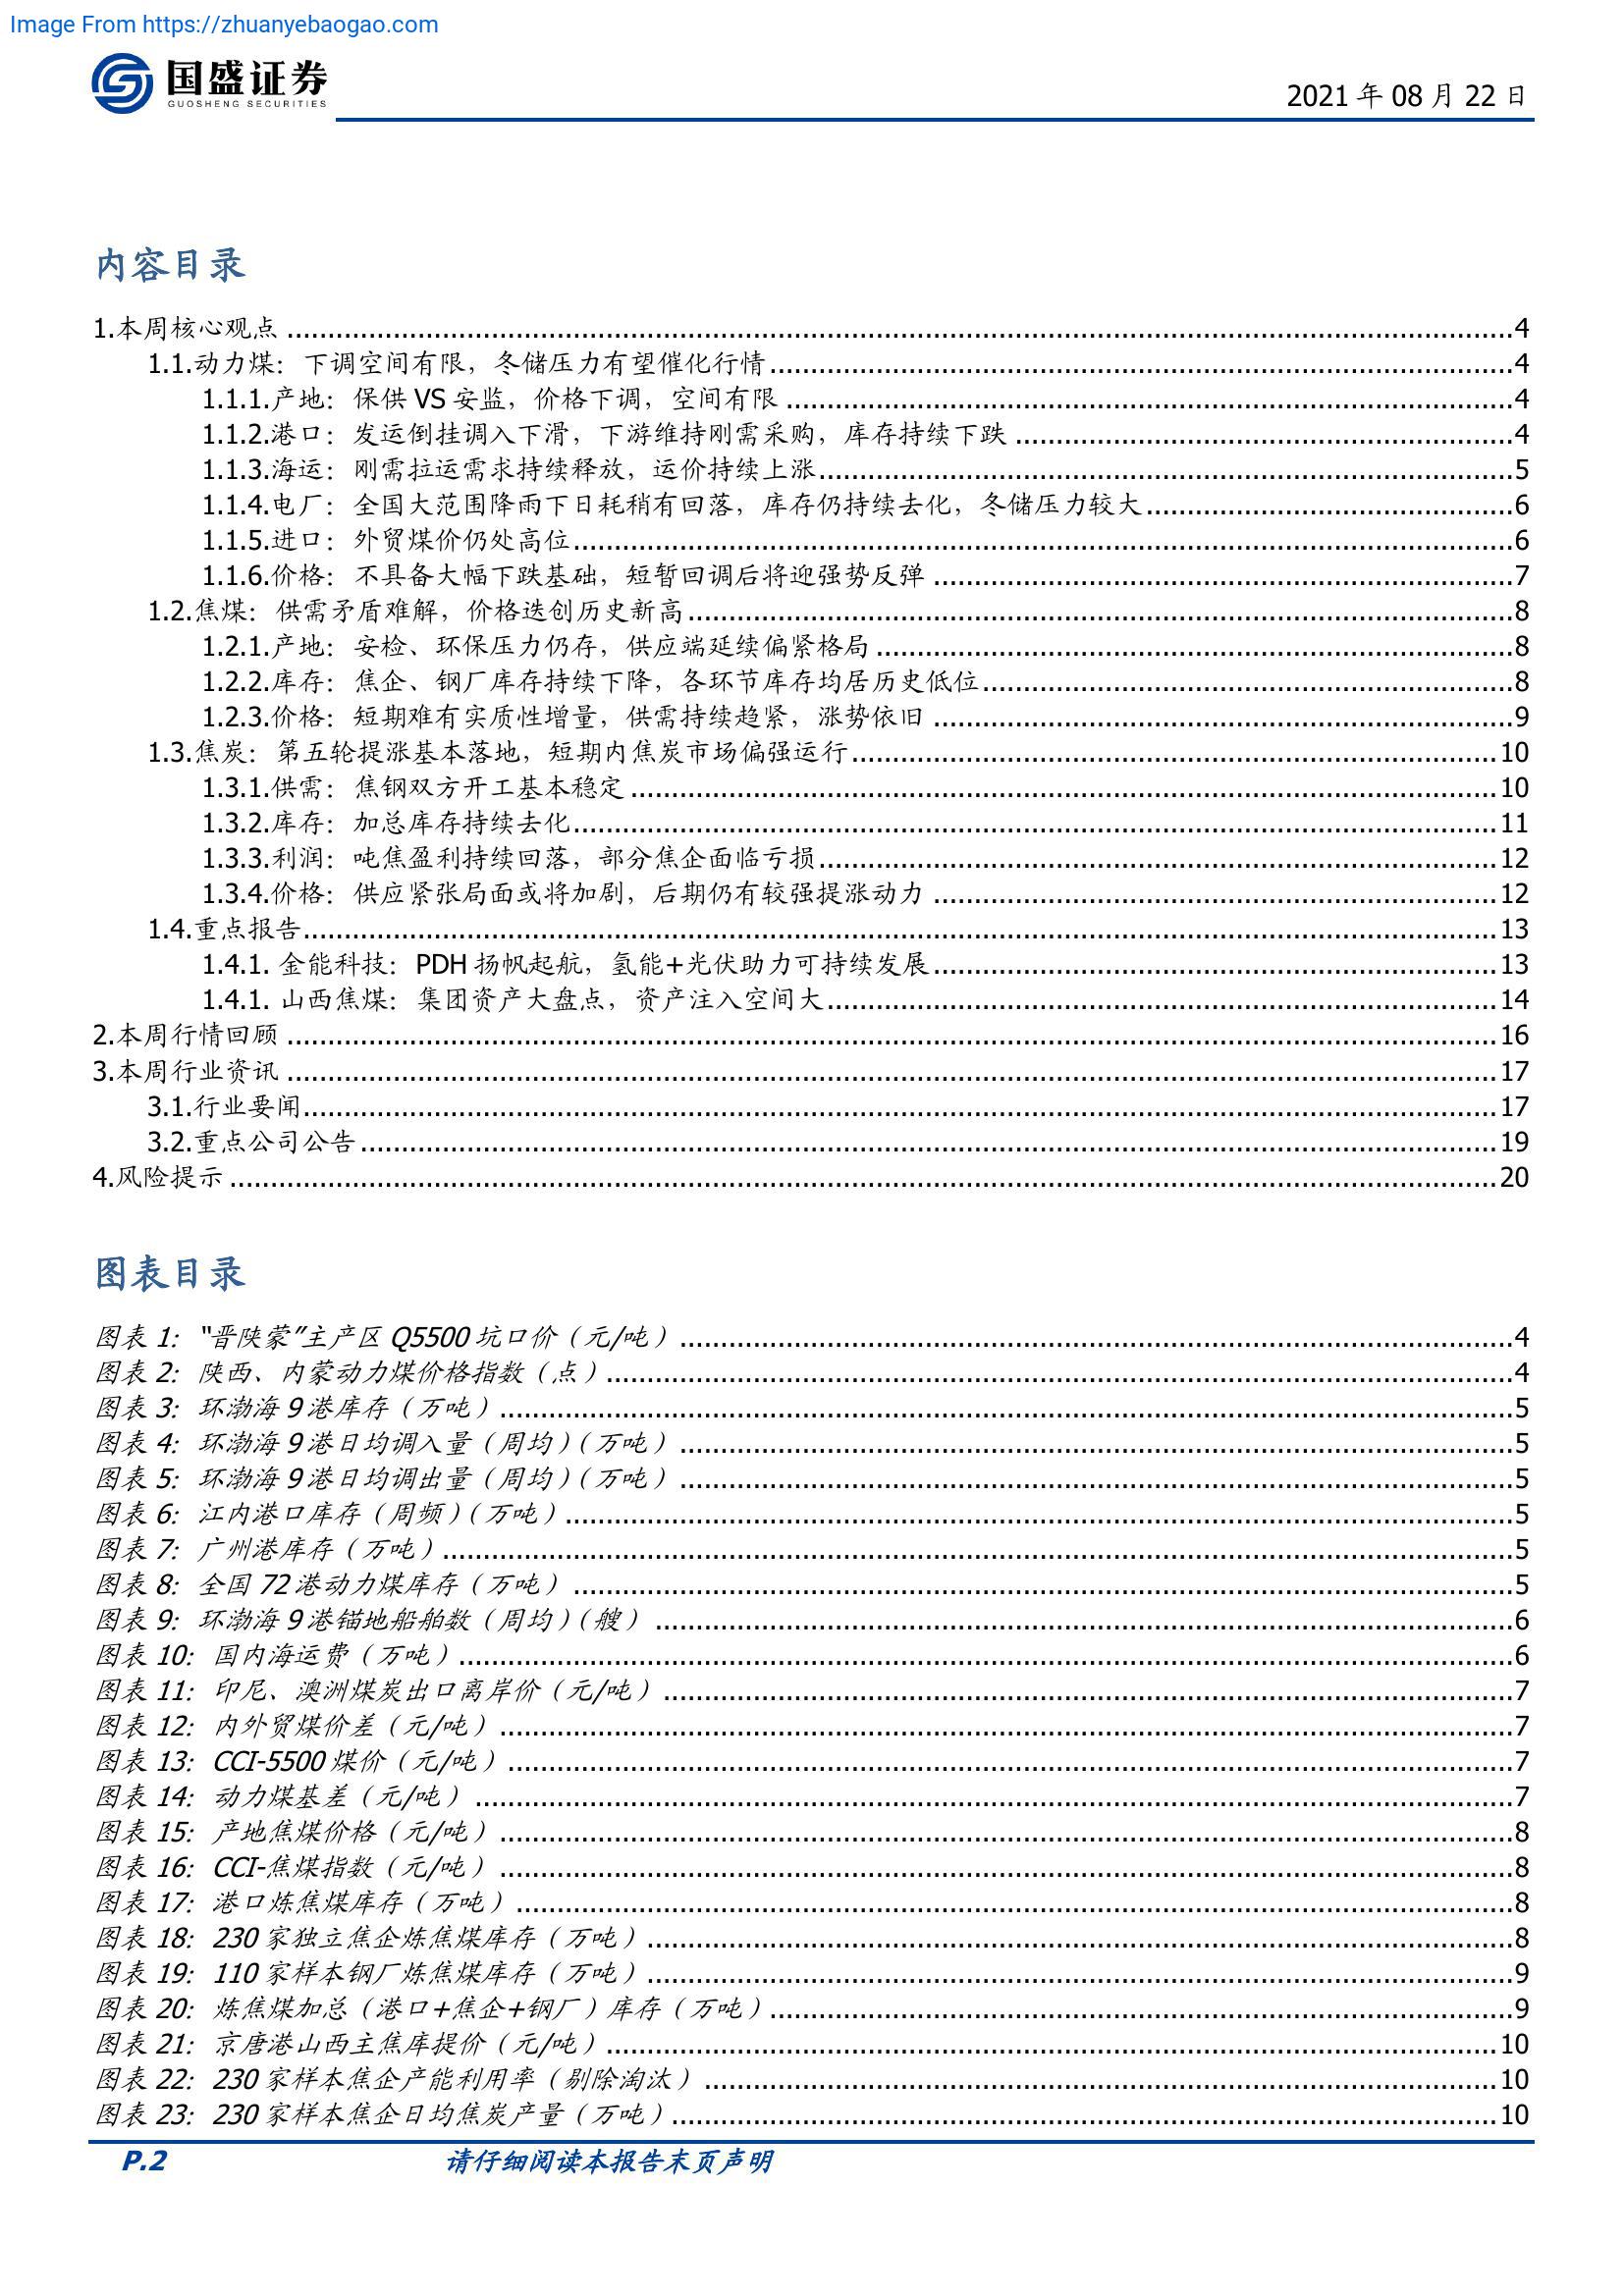 Image From https://zhuanyebaogao.com
国盛证券
GUOSHENG SECURITIES
2021 年 08 月 22 日
内容目录
1.本周核心观点 ........ 4
1.1.动力煤：下调空间有限，冬储压力有望催化行情 ........ 4
1.1.1.产地：保供 VS 安监，价格下调，空间有限 ........ 4
1.1.2.港口：发运倒挂调入下滑，下游维持刚需采购，库存持续下跌 ........ 4
1.1.3.海运：刚需拉运需求持续释放，运价持续上涨 ........ 5
1.1.4.电厂：全国大范围降雨下日耗稍有回落，库存仍持续去化，冬储压力较大 ........ 6
1.1.5.进口：外贸煤价仍处高位 ........ 6
1.1.6.价格：不具备大幅下跌基础，短暂回调后将迎强势反弹 ........ 7
1.2.焦煤：供需矛盾难解，价格迭创历史新高 ........ 8
1.2.1.产地：安检、环保压力仍存，供应端延续偏紧格局 ........ 8
1.2.2.库存：焦企、钢厂库存持续下降，各环节库存均居历史低位 ........ 8
1.2.3.价格：短期难有实质性增量，供需持续趋紧，涨势依旧 ........ 9
1.3.焦炭：第五轮提涨基本落地，短期内焦炭市场偏强运行 ........ 10
1.3.1.供需：焦钢双方开工基本稳定 ........ 10
1.3.2.库存：加总库存持续去化 ........ 11
1.3.3.利润：吨焦盈利持续回落，部分焦企面临亏损 ........ 12
1.3.4.价格：供应紧张局面或将加剧，后期仍有较强提涨动力 ........ 12
1.4.重点报告 ........ 13
1.4.1. 金能科技：PDH 扬帆起航，氢能+光伏助力可持续发展 ........ 13
1.4.1. 山西焦煤：集团资产大盘点，资产注入空间大 ........ 14
2.本周行情回顾 ........ 16
3.本周行业资讯 ........ 17
3.1.行业要闻 ........ 17
3.2.重点公司公告 ........ 19
4.风险提示 ........ 20
图表目录
图表 1：“晋陕蒙”主产区 Q5500 坑口价（元/吨） ........ 4
图表 2：陕西、内蒙动力煤价格指数（点） ........ 4
图表 3：环渤海 9 港库存（万吨） ........ 5
图表 4：环渤海 9 港日均调入量（周均）（万吨） ........ 5
图表 5：环渤海 9 港日均调出量（周均）（万吨） ........ 5
图表 6：江内港口库存（周频）（万吨） ........ 5
图表 7：广州港库存（万吨） ........ 5
图表 8：全国 72 港动力煤库存（万吨） ........ 5
图表 9：环渤海 9 港锚地船舶数（周均）（艘） ........ 6
图表 10：国内海运费（万吨） ........ 6
图表 11：印尼、澳洲煤炭出口离岸价（元/吨） ........ 7
图表 12：内外贸煤价差（元/吨） ........ 7
图表 13：CCI-5500 煤价（元/吨） ........ 7
图表 14：动力煤基差（元/吨） ........ 7
图表 15：产地焦煤价格（元/吨） ........ 8
图表 16：CCI-焦煤指数（元/吨） ........ 8
图表 17：港口炼焦煤库存（万吨） ........ 8
图表 18：230 家独立焦企炼焦煤库存（万吨） ........ 8
图表 19：110 家样本钢厂炼焦煤库存（万吨） ........ 9
图表 20：炼焦煤加总（港口+焦企+钢厂）库存（万吨） ........ 9
图表 21：京唐港山西主焦库提价（元/吨） ........ 10
图表 22：230 家样本焦企产能利用率（剔除淘汰） ........ 10
图表 23：230 家样本焦企日均焦炭产量（万吨） ........ 10
P.2 请仔细阅读本报告末页声明